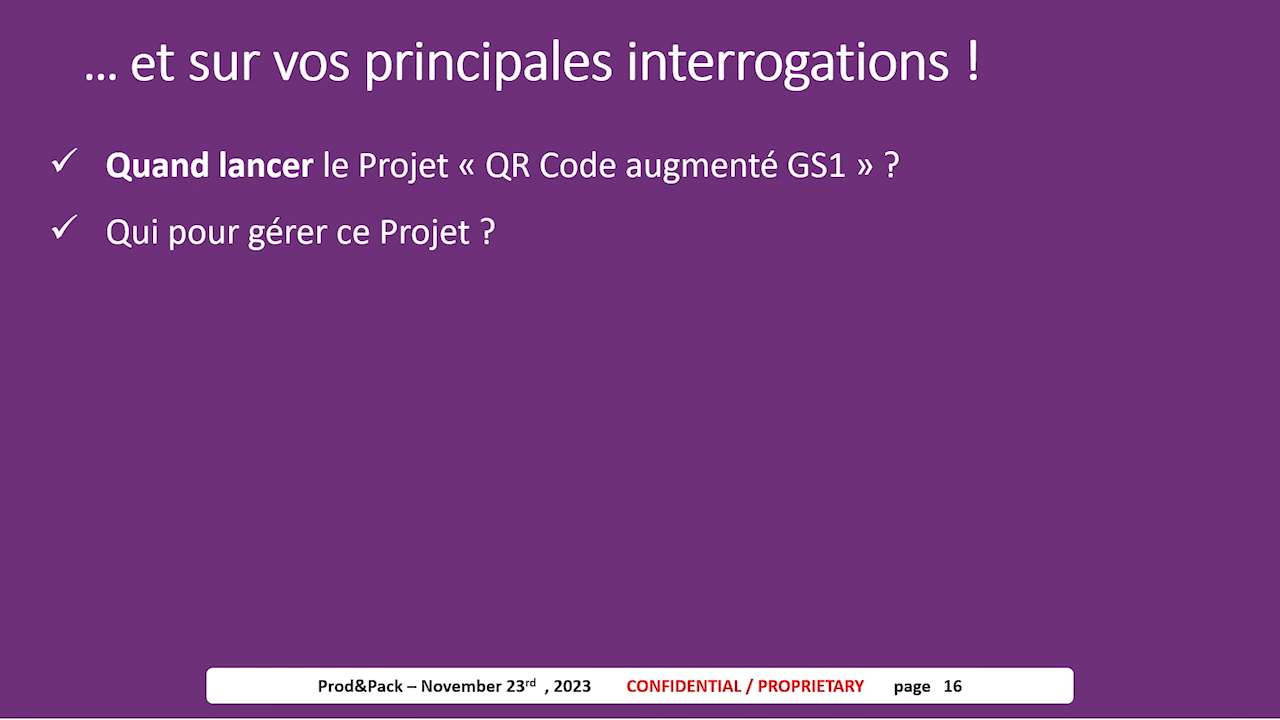 ... et sur vos principales interrogations !
✓ Quand lancer le Projet « QR Code augmenté GS1 » ?
✓ Qui pour gérer ce Projet ?
Prod&Pack – November 23rd , 2023 CONFIDENTIAL / PROPRIETARY page 16